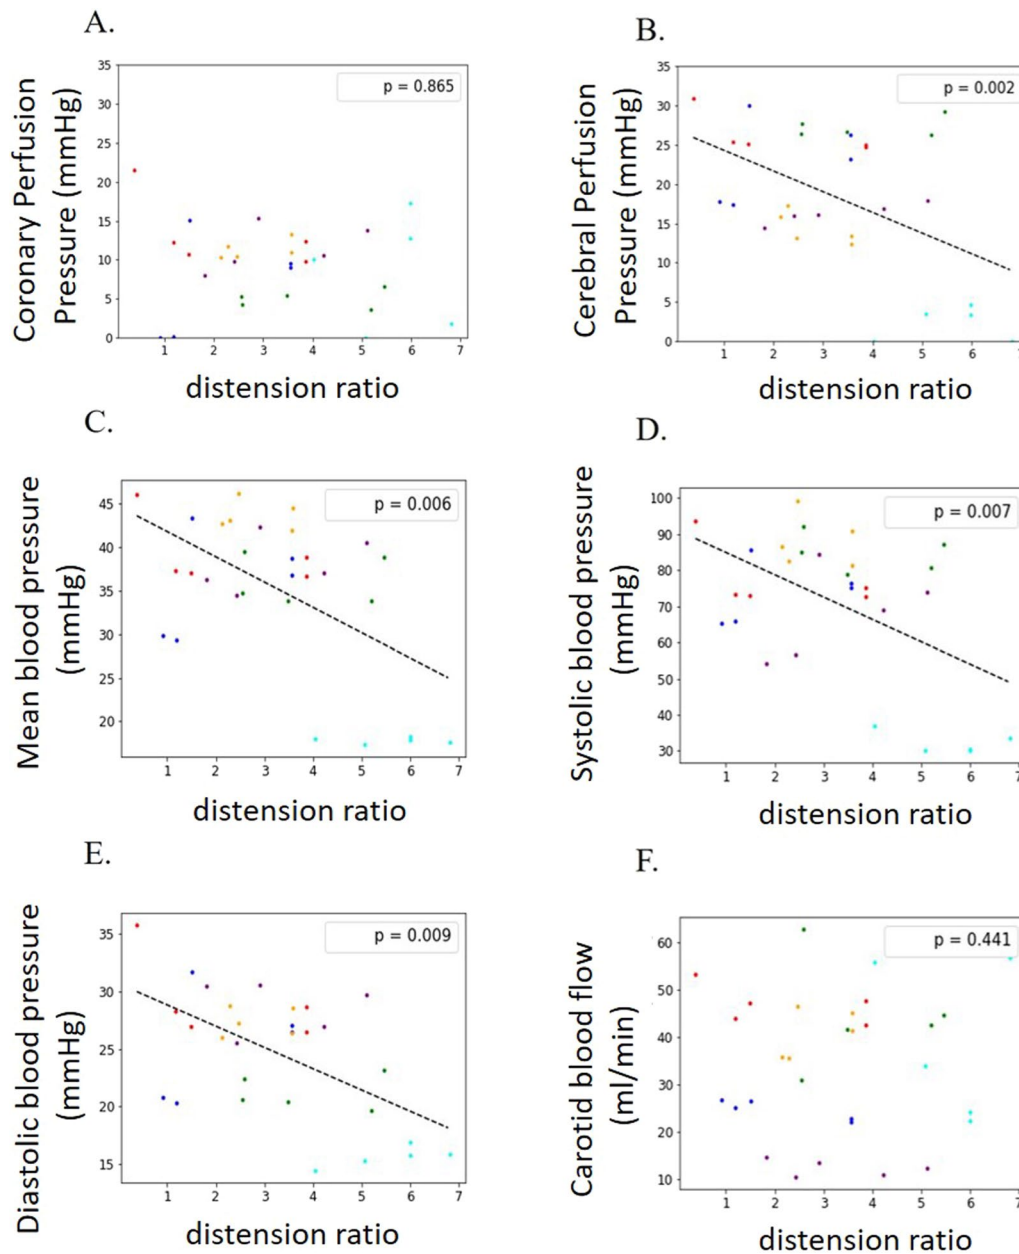 A.
p = 0.865
Coronary Perfusion
Pressure (mmHg)
35
30
25
20
15
10
5
0
1 2 3 4 5 6 7
distension ratio
B.
p = 0.002
Cerebral Perfusion
Pressure (mmHg)
35
30
25
20
15
10
5
0
1 2 3 4 5 6 7
distension ratio
C.
p = 0.006
Mean blood pressure
(mmHg)
45
40
35
30
25
20
1 2 3 4 5 6 7
distension ratio
D.
p = 0.007
Systolic blood pressure
(mmHg)
100
90
80
70
60
50
40
30
1 2 3 4 5 6 7
distension ratio
E.
p = 0.009
Diastolic blood pressure
(mmHg)
35
30
25
20
15
1 2 3 4 5 6 7
distension ratio
F.
p = 0.441
Carotid blood flow
(ml/min)
60
50
40
30
20
10
1 2 3 4 5 6 7
distension ratio